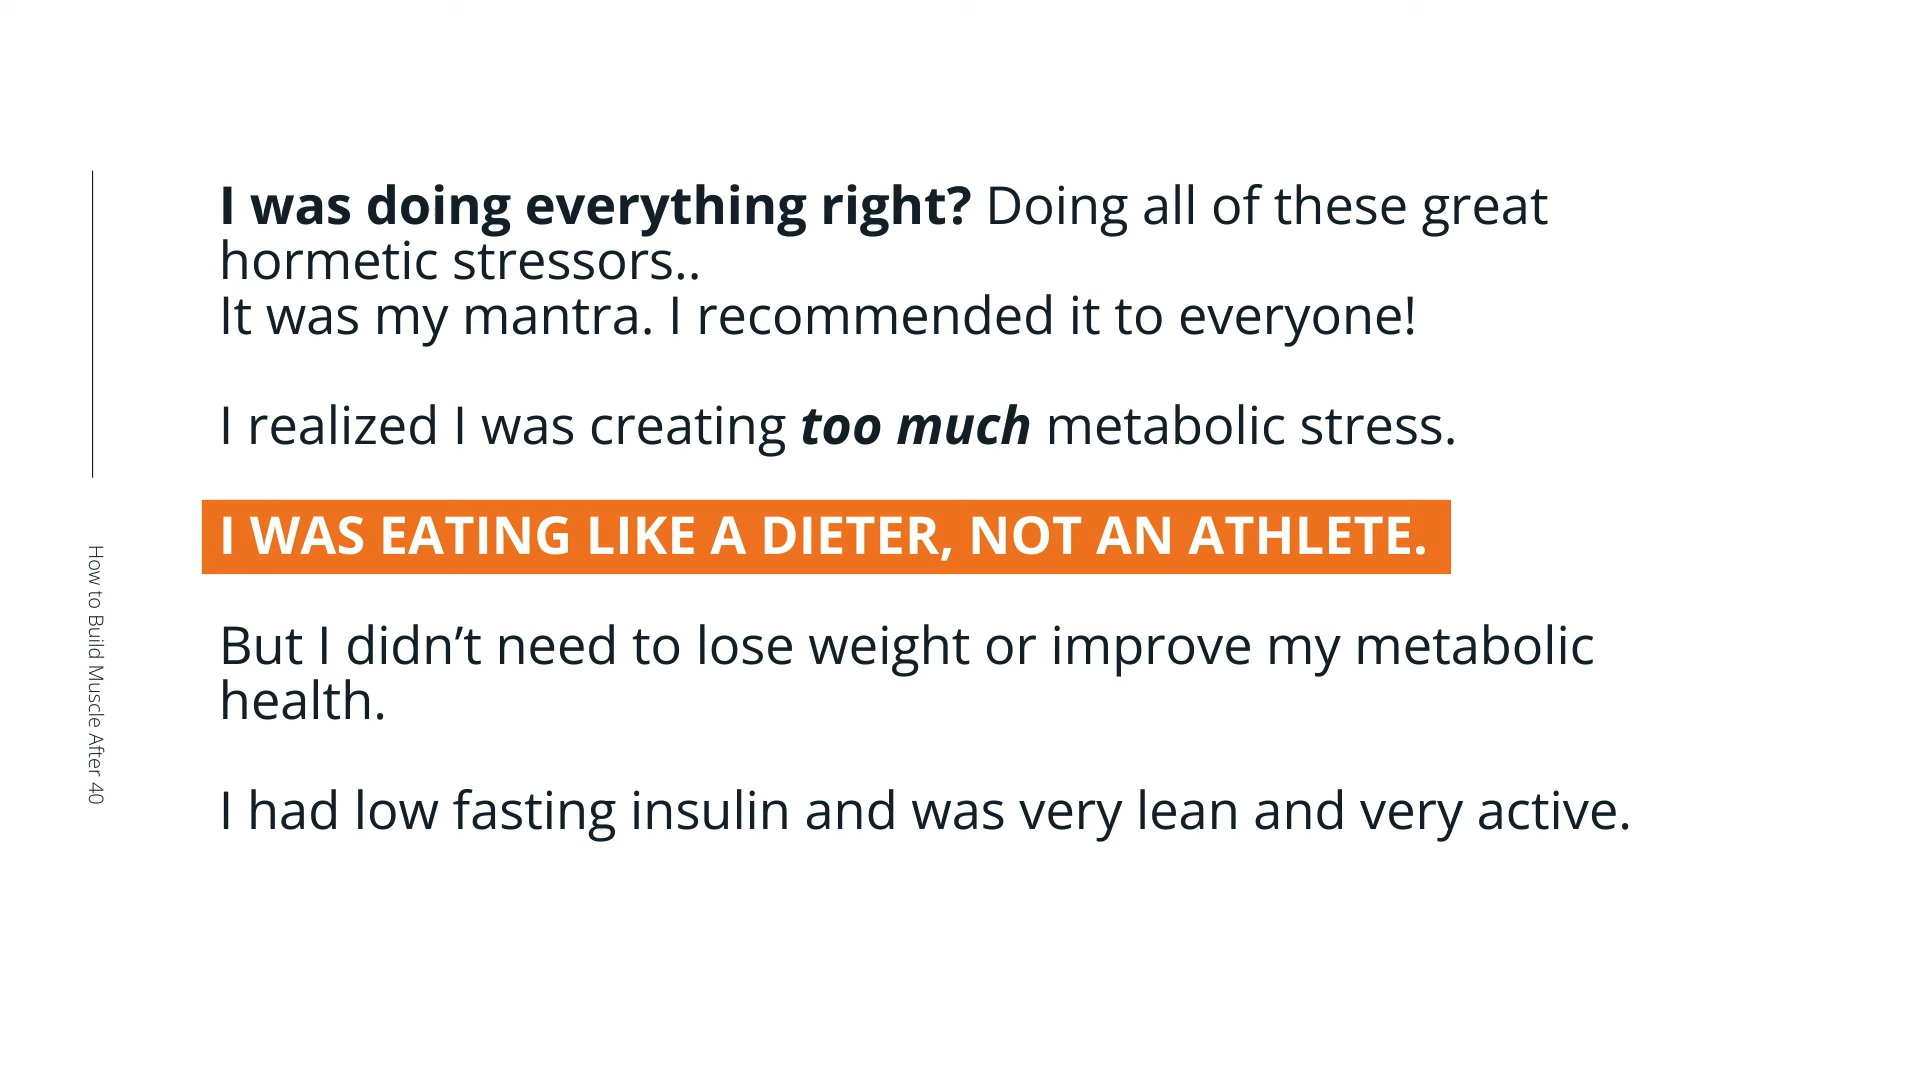 I was doing everything right? Doing all of these great
hormetic stressors..
It was my mantra. I recommended it to everyone!
I realized I was creating too much metabolic stress.
I WAS EATING LIKE A DIETER, NOT AN ATHLETE.
But I didn’t need to lose weight or improve my metabolic
health.
I had low fasting insulin and was very lean and very active.
How to Build Muscle After 40